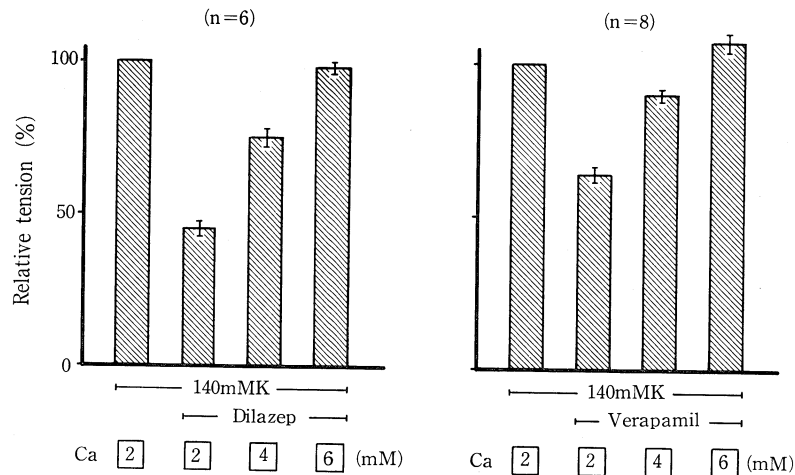 (n=6)
(n=8)
Relative tension (%)
100
50
0
140mMK
Dilazep
Ca 2 2 4 6 (mM)
140mMK
Verapamil
Ca 2 2 4 6 (mM)